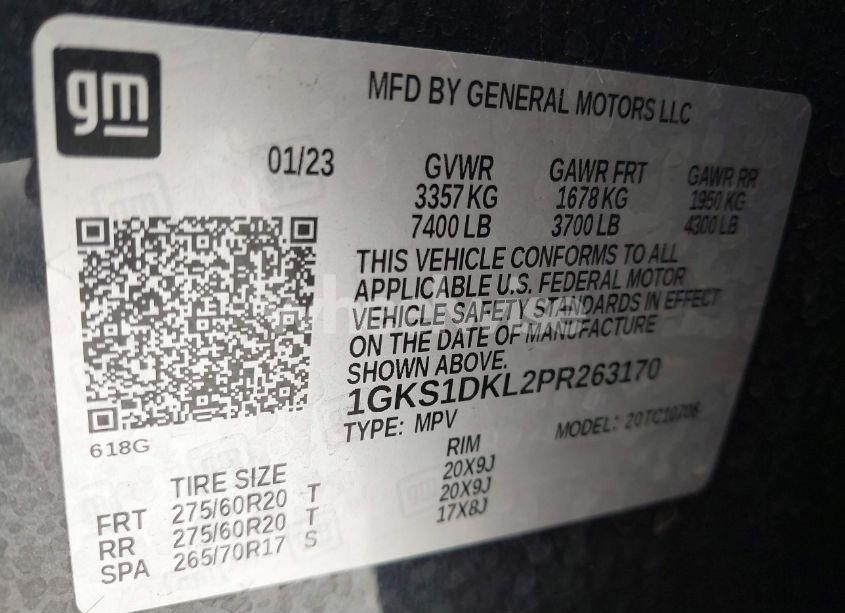 gm
MFD BY GENERAL MOTORS LLC
01/23 GVWR GAWR FRT GAWR RR
3357 KG 1678 KG 1950 KG
7400 LB 3700 LB 4300 LB
THIS VEHICLE CONFORMS TO ALL
APPLICABLE U.S. FEDERAL MOTOR
VEHICLE SAFETY STANDARDS IN EFFECT
ON THE DATE OF MANUFACTURE
SHOWN ABOVE.
1GKS1DKL2PR263170
TYPE: MPV MODEL: 20TC10706
618G
TIRE SIZE RIM
FRT 275/60R20 T 20X9J
RR 275/60R20 T 20X9J
SPA 265/70R17 S 17X8J